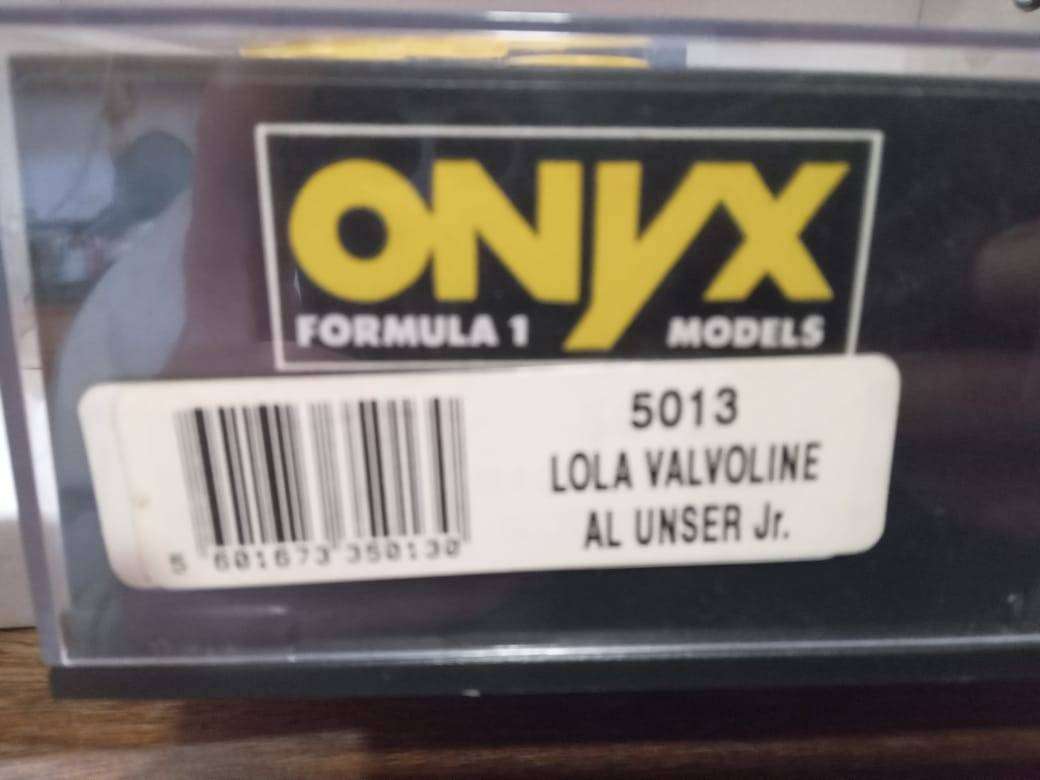 ONYX
FORMULA 1 MODELS
5013
LOLA VALVOLINE
AL UNSER Jr.
5 601673 350130